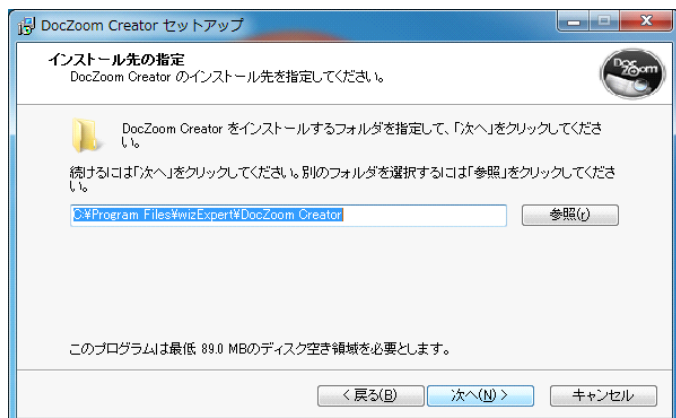 DocZoom Creator セットアップ
インストール先の指定
DocZoom Creator のインストール先を指定してください。
DocZoom
DocZoom Creator をインストールするフォルダを指定して、「次へ」をクリックしてくださ
い。
続けるには「次へ」をクリックしてください。別のフォルダを選択するには「参照」をクリックしてくださ
い。
C:¥Program Files¥wizExpert¥DocZoom Creator
参照(r)
このプログラムは最低 89.0 MBのディスク空き領域を必要とします。
< 戻る(B)
次へ(N) >
キャンセル